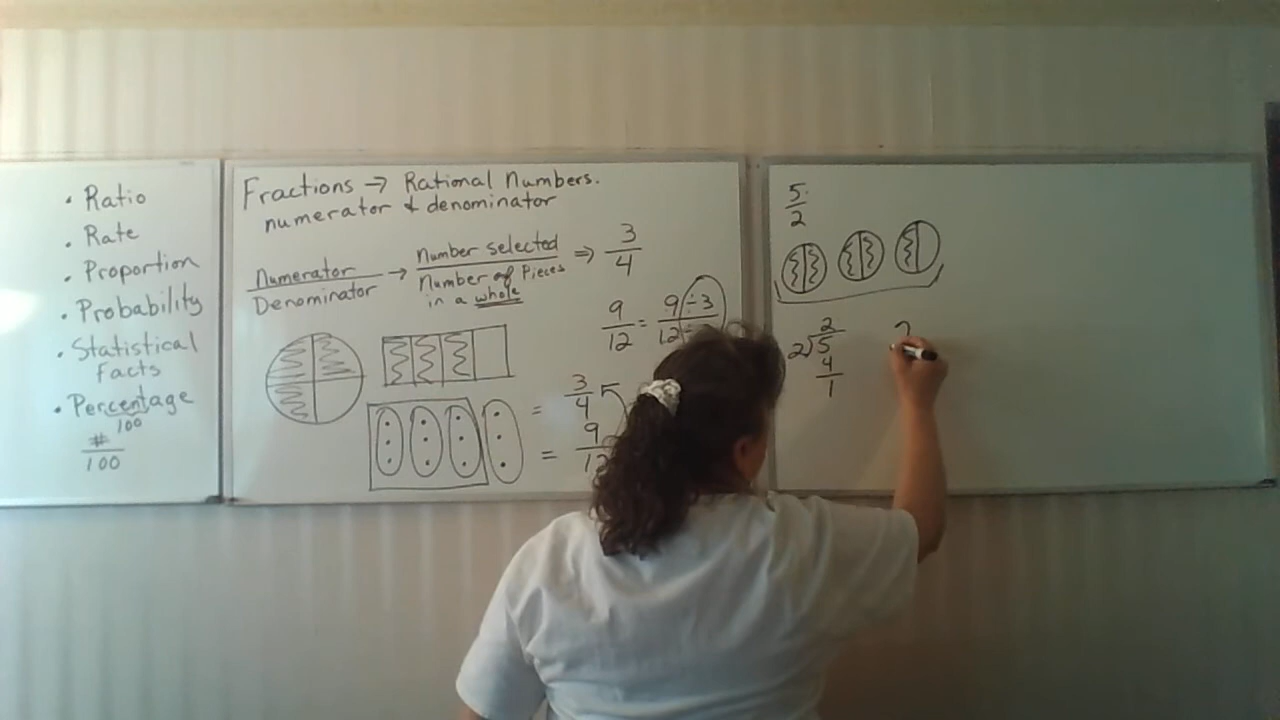 • Ratio
• Rate
• Proportion
• Probability
• Statistical
Facts
• Percentage
100
#/100
Fractions → Rational Numbers.
numerator & denominator
Numerator/Denominator → Number selected/Number of Pieces in a whole ⇒ 3/4
9/12 = 9÷3/12
= 3/4
= 9/12
5/2
2
2)5
4
1